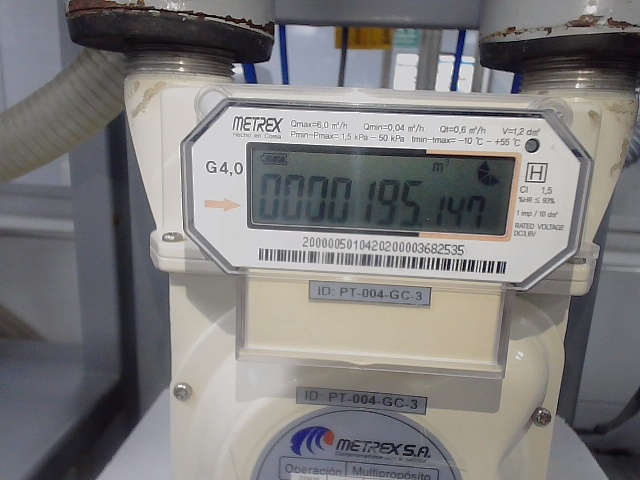 METREX
Hecho en Corea
Qmax=6,0 m³/h Qmin=0,04 m³/h Qt=0,6 m³/h V=1,2 dm³
Pmin-Pmax=1,5 kPa - 50 kPa tmin-tmax= -10 °C - +55 °C
G4,0
m³
0000195.147
H
Cl 1,5
%HR ≤ 93%
1 imp / 10 dm³
RATED VOLTAGE
DC3,6V
2000005010420200003682535
ID: PT-004-GC-3
ID: PT-004-GC-3
METREX S.A.
Operación Multipropósito